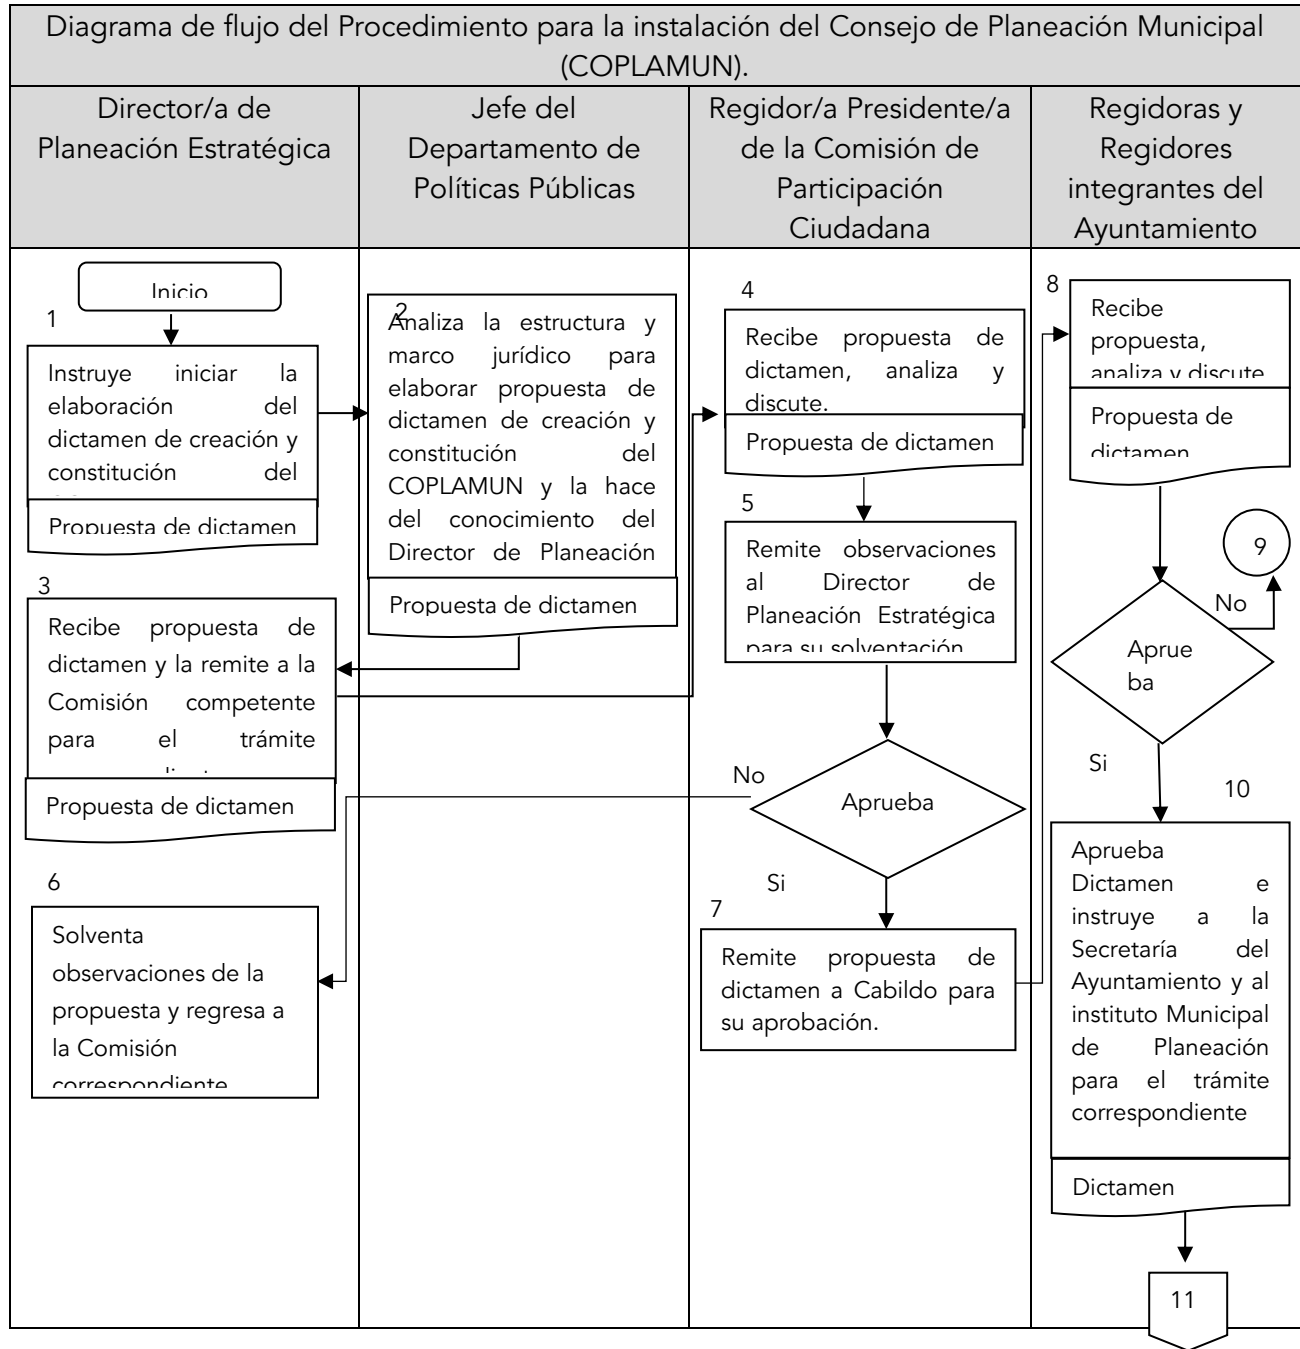 Diagrama de flujo del Procedimiento para la instalación del Consejo de Planeación Municipal
(COPLAMUN).
Director/a de
Planeación Estratégica
Jefe del
Departamento de
Políticas Públicas
Regidor/a Presidente/a
de la Comisión de
Participación
Ciudadana
Regidoras y
Regidores
integrantes del
Ayuntamiento
Inicio
1
Instruye iniciar la
elaboración del
dictamen de creación y
constitución del
Propuesta de dictamen
2
Analiza la estructura y
marco jurídico para
elaborar propuesta de
dictamen de creación y
constitución del
COPLAMUN y la hace
del conocimiento del
Director de Planeación
Propuesta de dictamen
3
Recibe propuesta de
dictamen y la remite a la
Comisión competente
para el trámite
Propuesta de dictamen
4
Recibe propuesta de
dictamen, analiza y
discute.
Propuesta de dictamen
5
Remite observaciones
al Director de
Planeación Estratégica
para su solventación
No
Aprueba
Si
6
Solventa
observaciones de la
propuesta y regresa a
la Comisión
correspondiente
7
Remite propuesta de
dictamen a Cabildo para
su aprobación.
8
Recibe
propuesta,
analiza y discute
Propuesta de
dictamen
9
No
Aprue
ba
Si
10
Aprueba
Dictamen e
instruye a la
Secretaría del
Ayuntamiento y al
instituto Municipal
de Planeación
para el trámite
correspondiente
Dictamen
11